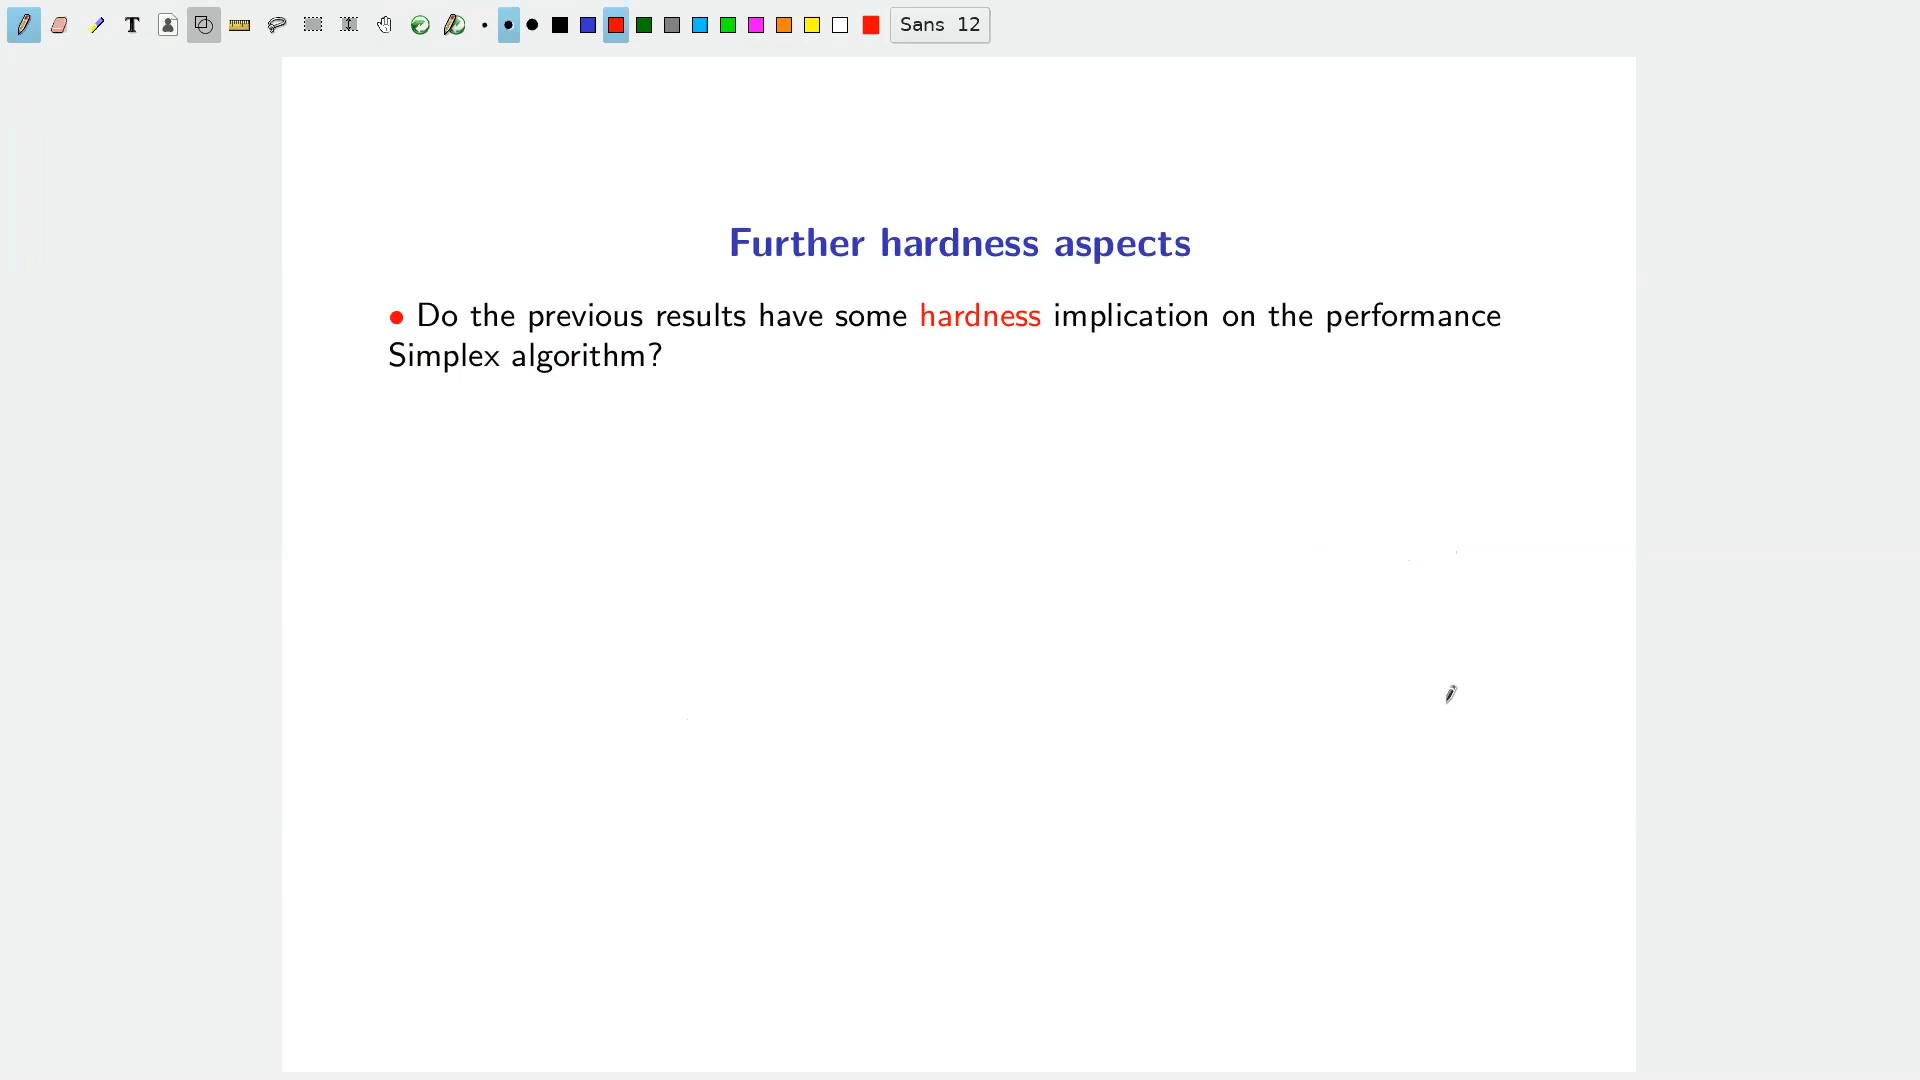 T
Sans 12
Further hardness aspects
• Do the previous results have some hardness implication on the performance
Simplex algorithm?